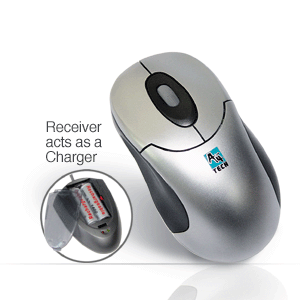 Receiver
acts as a
Charger
A4
TECH